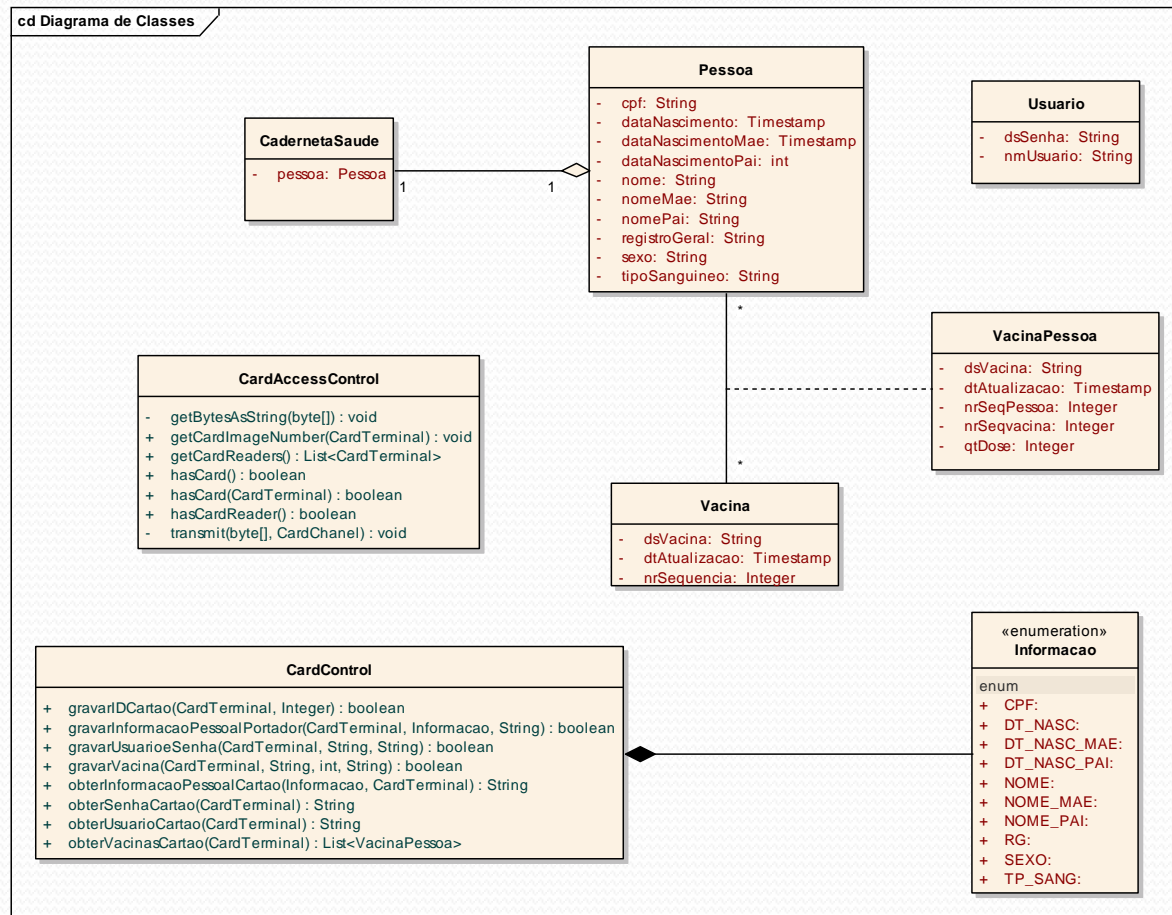 cd Diagrama de Classes
Pessoa
- cpf: String
- dataNascimento: Timestamp
- dataNascimentoMae: Timestamp
- dataNascimentoPai: int
- nome: String
- nomeMae: String
- nomePai: String
- registroGeral: String
- sexo: String
- tipoSanguineo: String
Usuario
- dsSenha: String
- nmUsuario: String
CadernetaSaude
- pessoa: Pessoa
1
1
*
VacinaPessoa
- dsVacina: String
- dtAtualizacao: Timestamp
- nrSeqPessoa: Integer
- nrSeqvacina: Integer
- qtDose: Integer
CardAccessControl
- getBytesAsString(byte[]) : void
+ getCardImageNumber(CardTerminal) : void
+ getCardReaders() : List<CardTerminal>
+ hasCard() : boolean
+ hasCard(CardTerminal) : boolean
+ hasCardReader() : boolean
- transmit(byte[], CardChanel) : void
*
Vacina
- dsVacina: String
- dtAtualizacao: Timestamp
- nrSequencia: Integer
CardControl
+ gravarIDCartao(CardTerminal, Integer) : boolean
+ gravarInformacaoPessoalPortador(CardTerminal, Informacao, String) : boolean
+ gravarUsuarioeSenha(CardTerminal, String, String) : boolean
+ gravarVacina(CardTerminal, String, int, String) : boolean
+ obterInformacaoPessoalCartao(Informacao, CardTerminal) : String
+ obterSenhaCartao(CardTerminal) : String
+ obterUsuarioCartao(CardTerminal) : String
+ obterVacinasCartao(CardTerminal) : List<VacinaPessoa>
«enumeration»
Informacao
enum
+ CPF:
+ DT_NASC:
+ DT_NASC_MAE:
+ DT_NASC_PAI:
+ NOME:
+ NOME_MAE:
+ NOME_PAI:
+ RG:
+ SEXO:
+ TP_SANG: